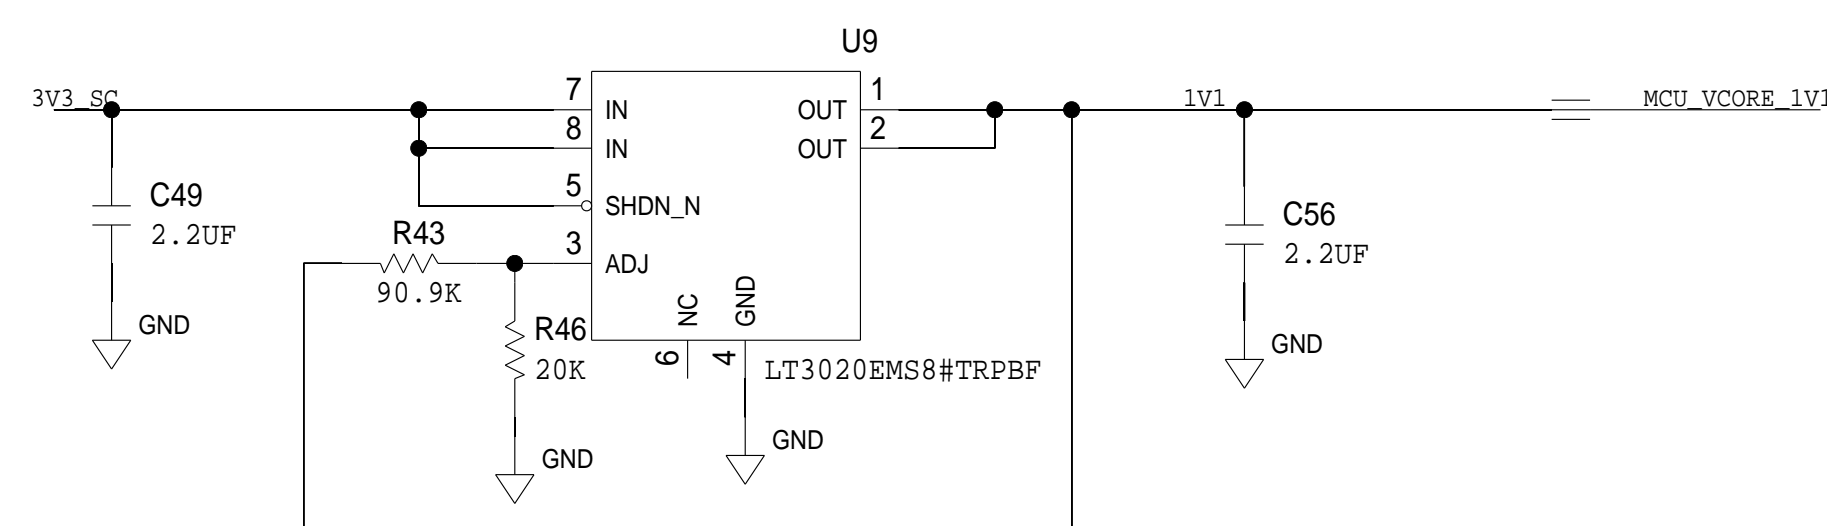 U9
3V3_SC
7
IN
OUT
1
1V1
MCU_VCORE_1V1
8
IN
OUT
2
C49
2.2UF
5
SHDN_N
C56
2.2UF
R43
90.9K
3
ADJ
NC
GND
GND
R46
20K
6
4
LT3020EMS8#TRPBF
GND
GND
GND